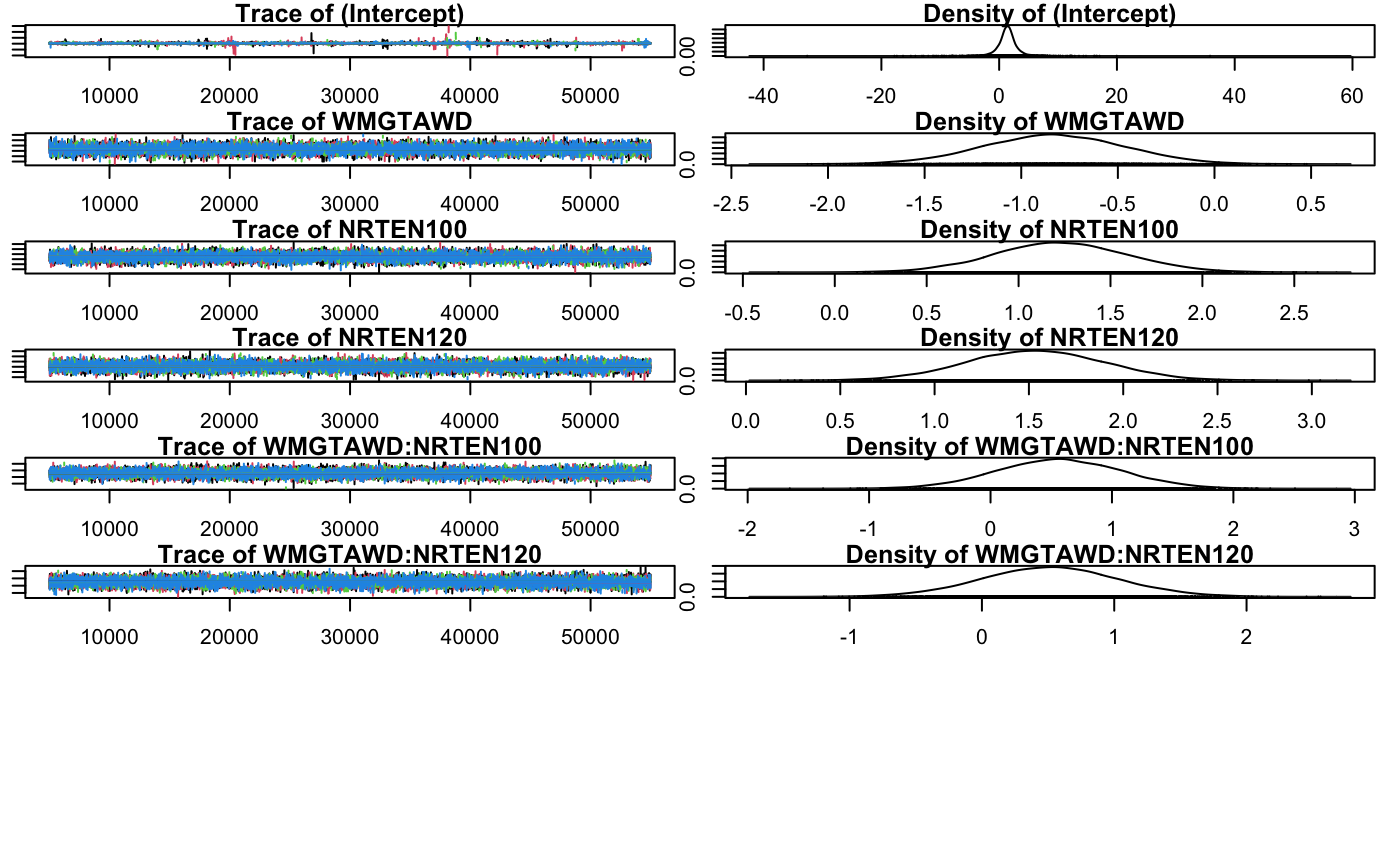 Trace of (Intercept) Density of (Intercept)
0.00
10000 20000 30000 40000 50000 -40 -20 0 20 40 60
Trace of WMGTAWD Density of WMGTAWD
0.0
10000 20000 30000 40000 50000 -2.5 -2.0 -1.5 -1.0 -0.5 0.0 0.5
Trace of NRTEN100 Density of NRTEN100
0.0
10000 20000 30000 40000 50000 -0.5 0.0 0.5 1.0 1.5 2.0 2.5
Trace of NRTEN120 Density of NRTEN120
0.0
10000 20000 30000 40000 50000 0.0 0.5 1.0 1.5 2.0 2.5 3.0
Trace of WMGTAWD:NRTEN100 Density of WMGTAWD:NRTEN100
0.0
10000 20000 30000 40000 50000 -2 -1 0 1 2 3
Trace of WMGTAWD:NRTEN120 Density of WMGTAWD:NRTEN120
0.0
10000 20000 30000 40000 50000 -1 0 1 2